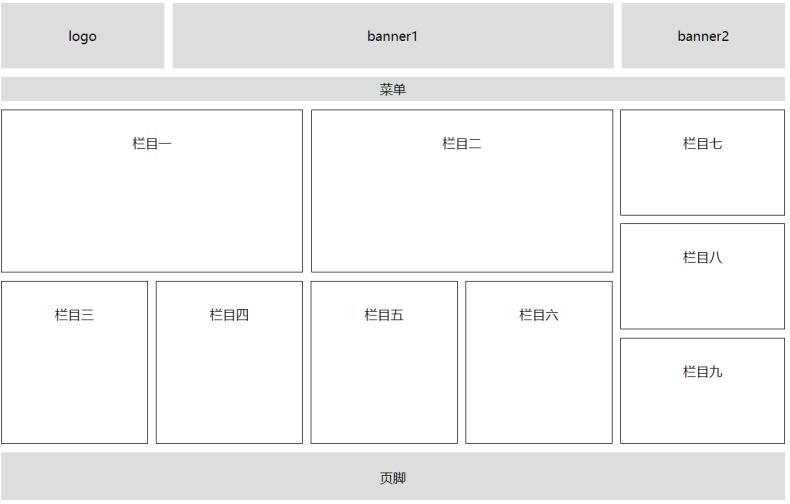 logo
banner1
banner2
菜单
栏目一
栏目二
栏目七
栏目八
栏目三
栏目四
栏目五
栏目六
栏目九
页脚